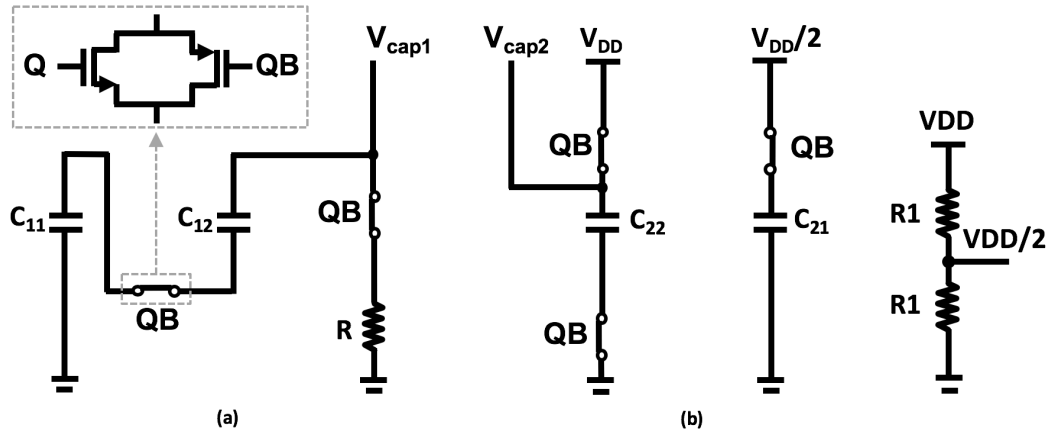 Q
QB
Vcap1
C11
C12
QB
QB
R
(a)
Vcap2
VDD
QB
C22
QB
VDD/2
QB
C21
(b)
VDD
R1
VDD/2
R1